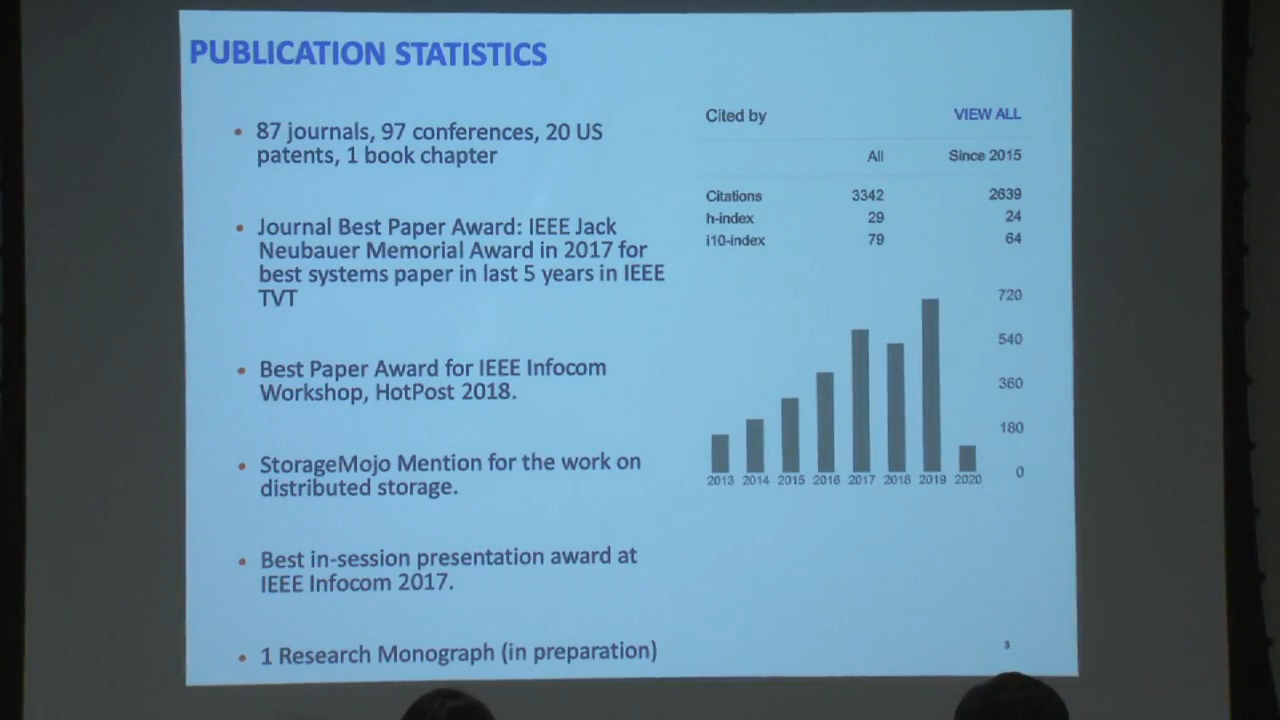 PUBLICATION STATISTICS
• 87 journals, 97 conferences, 20 US
patents, 1 book chapter
• Journal Best Paper Award: IEEE Jack
Neubauer Memorial Award in 2017 for
best systems paper in last 5 years in IEEE
TVT
• Best Paper Award for IEEE Infocom
Workshop, HotPost 2018.
• StorageMojo Mention for the work on
distributed storage.
• Best in-session presentation award at
IEEE Infocom 2017.
• 1 Research Monograph (in preparation)
Cited by VIEW ALL
All Since 2015
Citations 3342 2639
h-index 29 24
i10-index 79 64
720
540
360
180
0
2013 2014 2015 2016 2017 2018 2019 2020
3